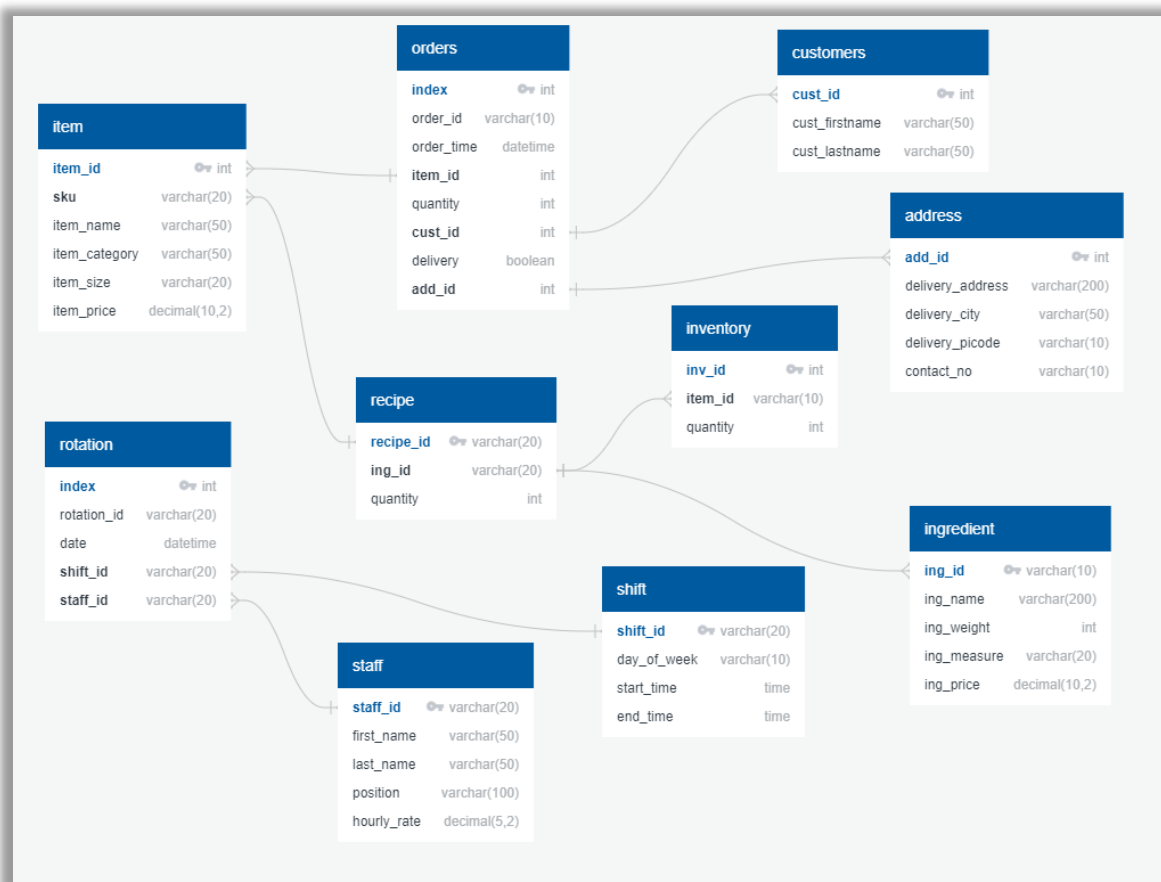 orders
index int
order_id varchar(10)
order_time datetime
item_id int
quantity int
cust_id int
delivery boolean
add_id int
customers
cust_id int
cust_firstname varchar(50)
cust_lastname varchar(50)
item
item_id int
sku varchar(20)
item_name varchar(50)
item_category varchar(50)
item_size varchar(20)
item_price decimal(10,2)
address
add_id int
delivery_address varchar(200)
delivery_city varchar(50)
delivery_picode varchar(10)
contact_no varchar(10)
inventory
inv_id int
item_id varchar(10)
quantity int
recipe
recipe_id varchar(20)
ing_id varchar(20)
quantity int
rotation
index int
rotation_id varchar(20)
date datetime
shift_id varchar(20)
staff_id varchar(20)
ingredient
ing_id varchar(10)
ing_name varchar(200)
ing_weight int
ing_measure varchar(20)
ing_price decimal(10,2)
shift
shift_id varchar(20)
day_of_week varchar(10)
start_time time
end_time time
staff
staff_id varchar(20)
first_name varchar(50)
last_name varchar(50)
position varchar(100)
hourly_rate decimal(5,2)